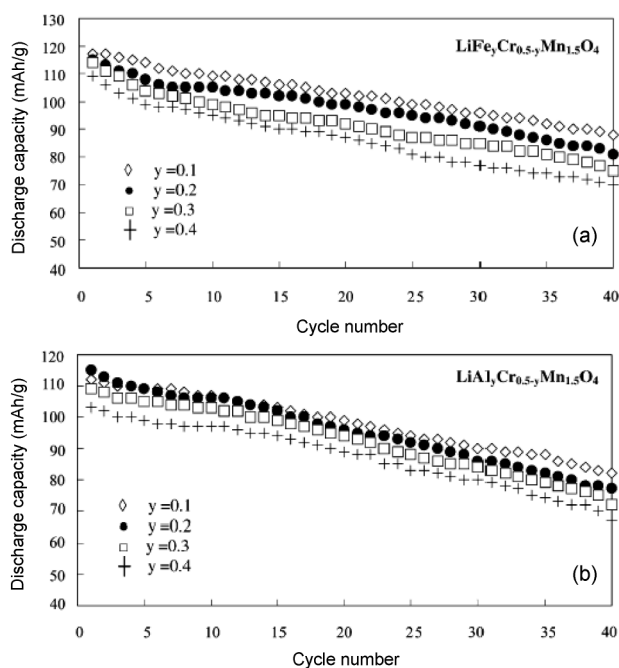 130
120
LiFeyCr0.5-yMn1.5O4
110
100
90
80
70
60
50
40
y =0.1
y =0.2
y =0.3
y =0.4
(a)
0 5 10 15 20 25 30 35 40
Discharge capacity (mAh/g)
Cycle number
120
LiAlyCr0.5-yMn1.5O4
110
100
90
80
70
60
50
40
y=0.1
y=0.2
y=0.3
y=0.4
(b)
0 5 10 15 20 25 30 35 40
Discharge capacity (mAh/g)
Cycle number